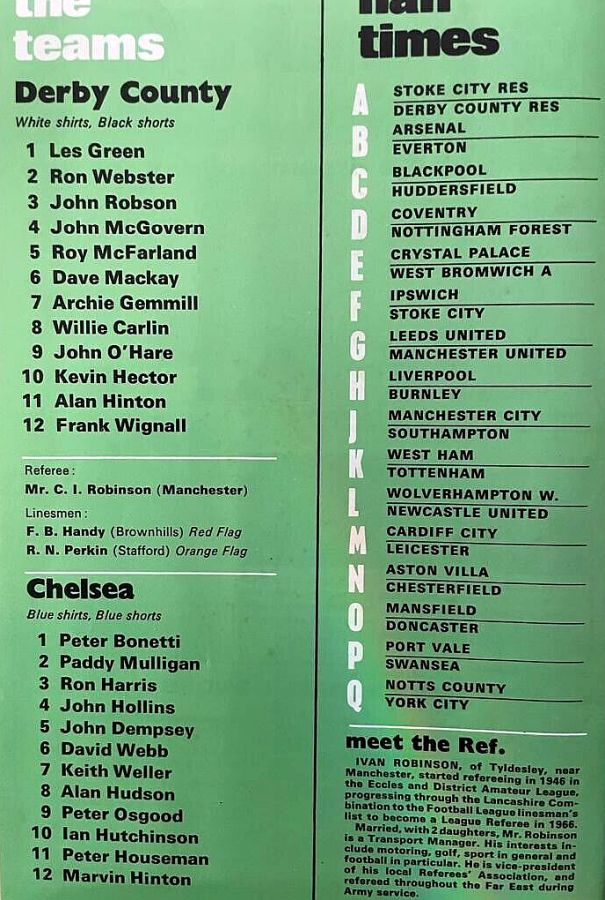 the
teams
Derby County
White shirts, Black shorts
1 Les Green
2 Ron Webster
3 John Robson
4 John McGovern
5 Roy McFarland
6 Dave Mackay
7 Archie Gemmill
8 Willie Carlin
9 John O'Hare
10 Kevin Hector
11 Alan Hinton
12 Frank Wignall
Referee:
Mr. C. I. Robinson (Manchester)
Linesmen:
F. B. Handy (Brownhills) Red Flag
R. N. Perkin (Stafford) Orange Flag
Chelsea
Blue shirts, Blue shorts
1 Peter Bonetti
2 Paddy Mulligan
3 Ron Harris
4 John Hollins
5 John Dempsey
6 David Webb
7 Keith Weller
8 Alan Hudson
9 Peter Osgood
10 Ian Hutchinson
11 Peter Houseman
12 Marvin Hinton
half
times
A STOKE CITY RES
DERBY COUNTY RES
B ARSENAL
EVERTON
C BLACKPOOL
HUDDERSFIELD
D COVENTRY
NOTTINGHAM FOREST
E CRYSTAL PALACE
WEST BROMWICH A
F IPSWICH
STOKE CITY
G LEEDS UNITED
MANCHESTER UNITED
H LIVERPOOL
BURNLEY
J MANCHESTER CITY
SOUTHAMPTON
K WEST HAM
TOTTENHAM
L WOLVERHAMPTON W.
NEWCASTLE UNITED
M CARDIFF CITY
LEICESTER
N ASTON VILLA
CHESTERFIELD
O MANSFIELD
DONCASTER
P PORT VALE
SWANSEA
Q NOTTS COUNTY
YORK CITY
meet the Ref.
IVAN ROBINSON, of Tyldesley, near
Manchester, started refereeing in 1946 in
the Eccles and District Amateur League,
progressing through the Lancashire Com-
bination to the Football League linesman's
list to become a League Referee in 1966.
Married, with 2 daughters, Mr. Robinson
is a Transport Manager. His interests in-
clude motoring, golf, sport in general and
football in particular. He is vice-president
of his local Referees' Association, and
refereed throughout the Far East during
Army service.